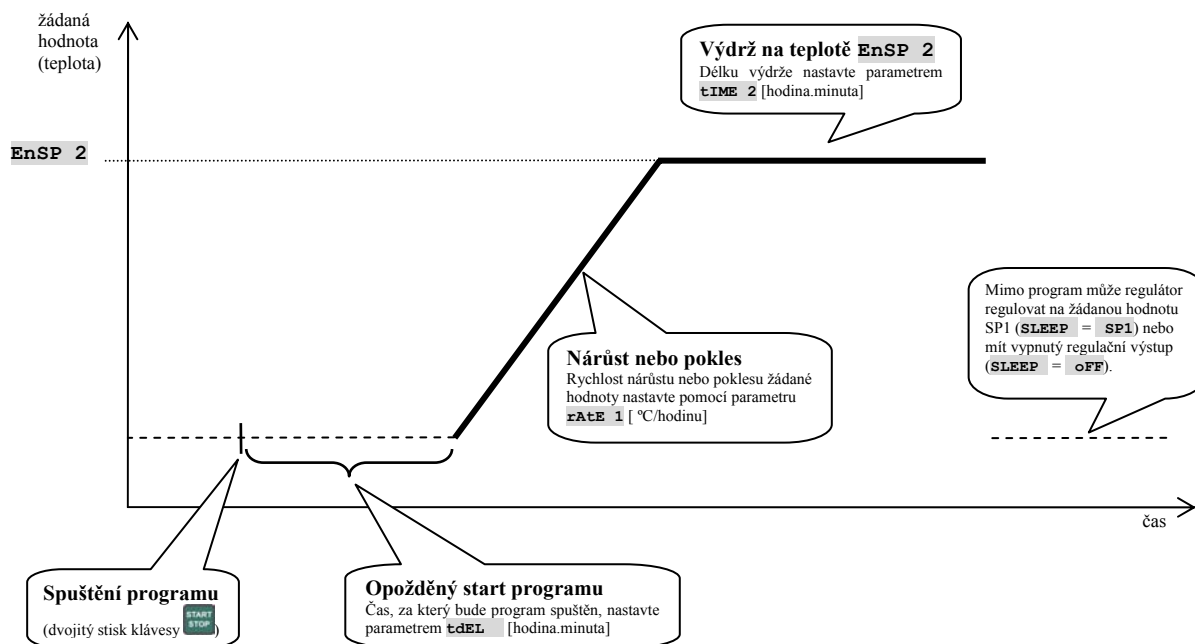 žádaná
hodnota
(teplota)
Výdrž na teplotě EnSP 2
Délku výdrže nastavte parametrem
tIME 2 [hodina.minuta]
EnSP 2
Mimo program může regulátor
regulovat na žádanou hodnotu
SP1 (SLEEP = SP1) nebo
mít vypnutý regulační výstup
(SLEEP = oFF).
Nárůst nebo pokles
Rychlost nárůstu nebo poklesu žádané
hodnoty nastavte pomocí parametru
rAtE 1 [ ºC/hodinu]
čas
Spuštění programu
(dvojitý stisk klávesy START STOP)
Opožděný start programu
Čas, za který bude program spuštěn, nastavte
parametrem tdEL [hodina.minuta]